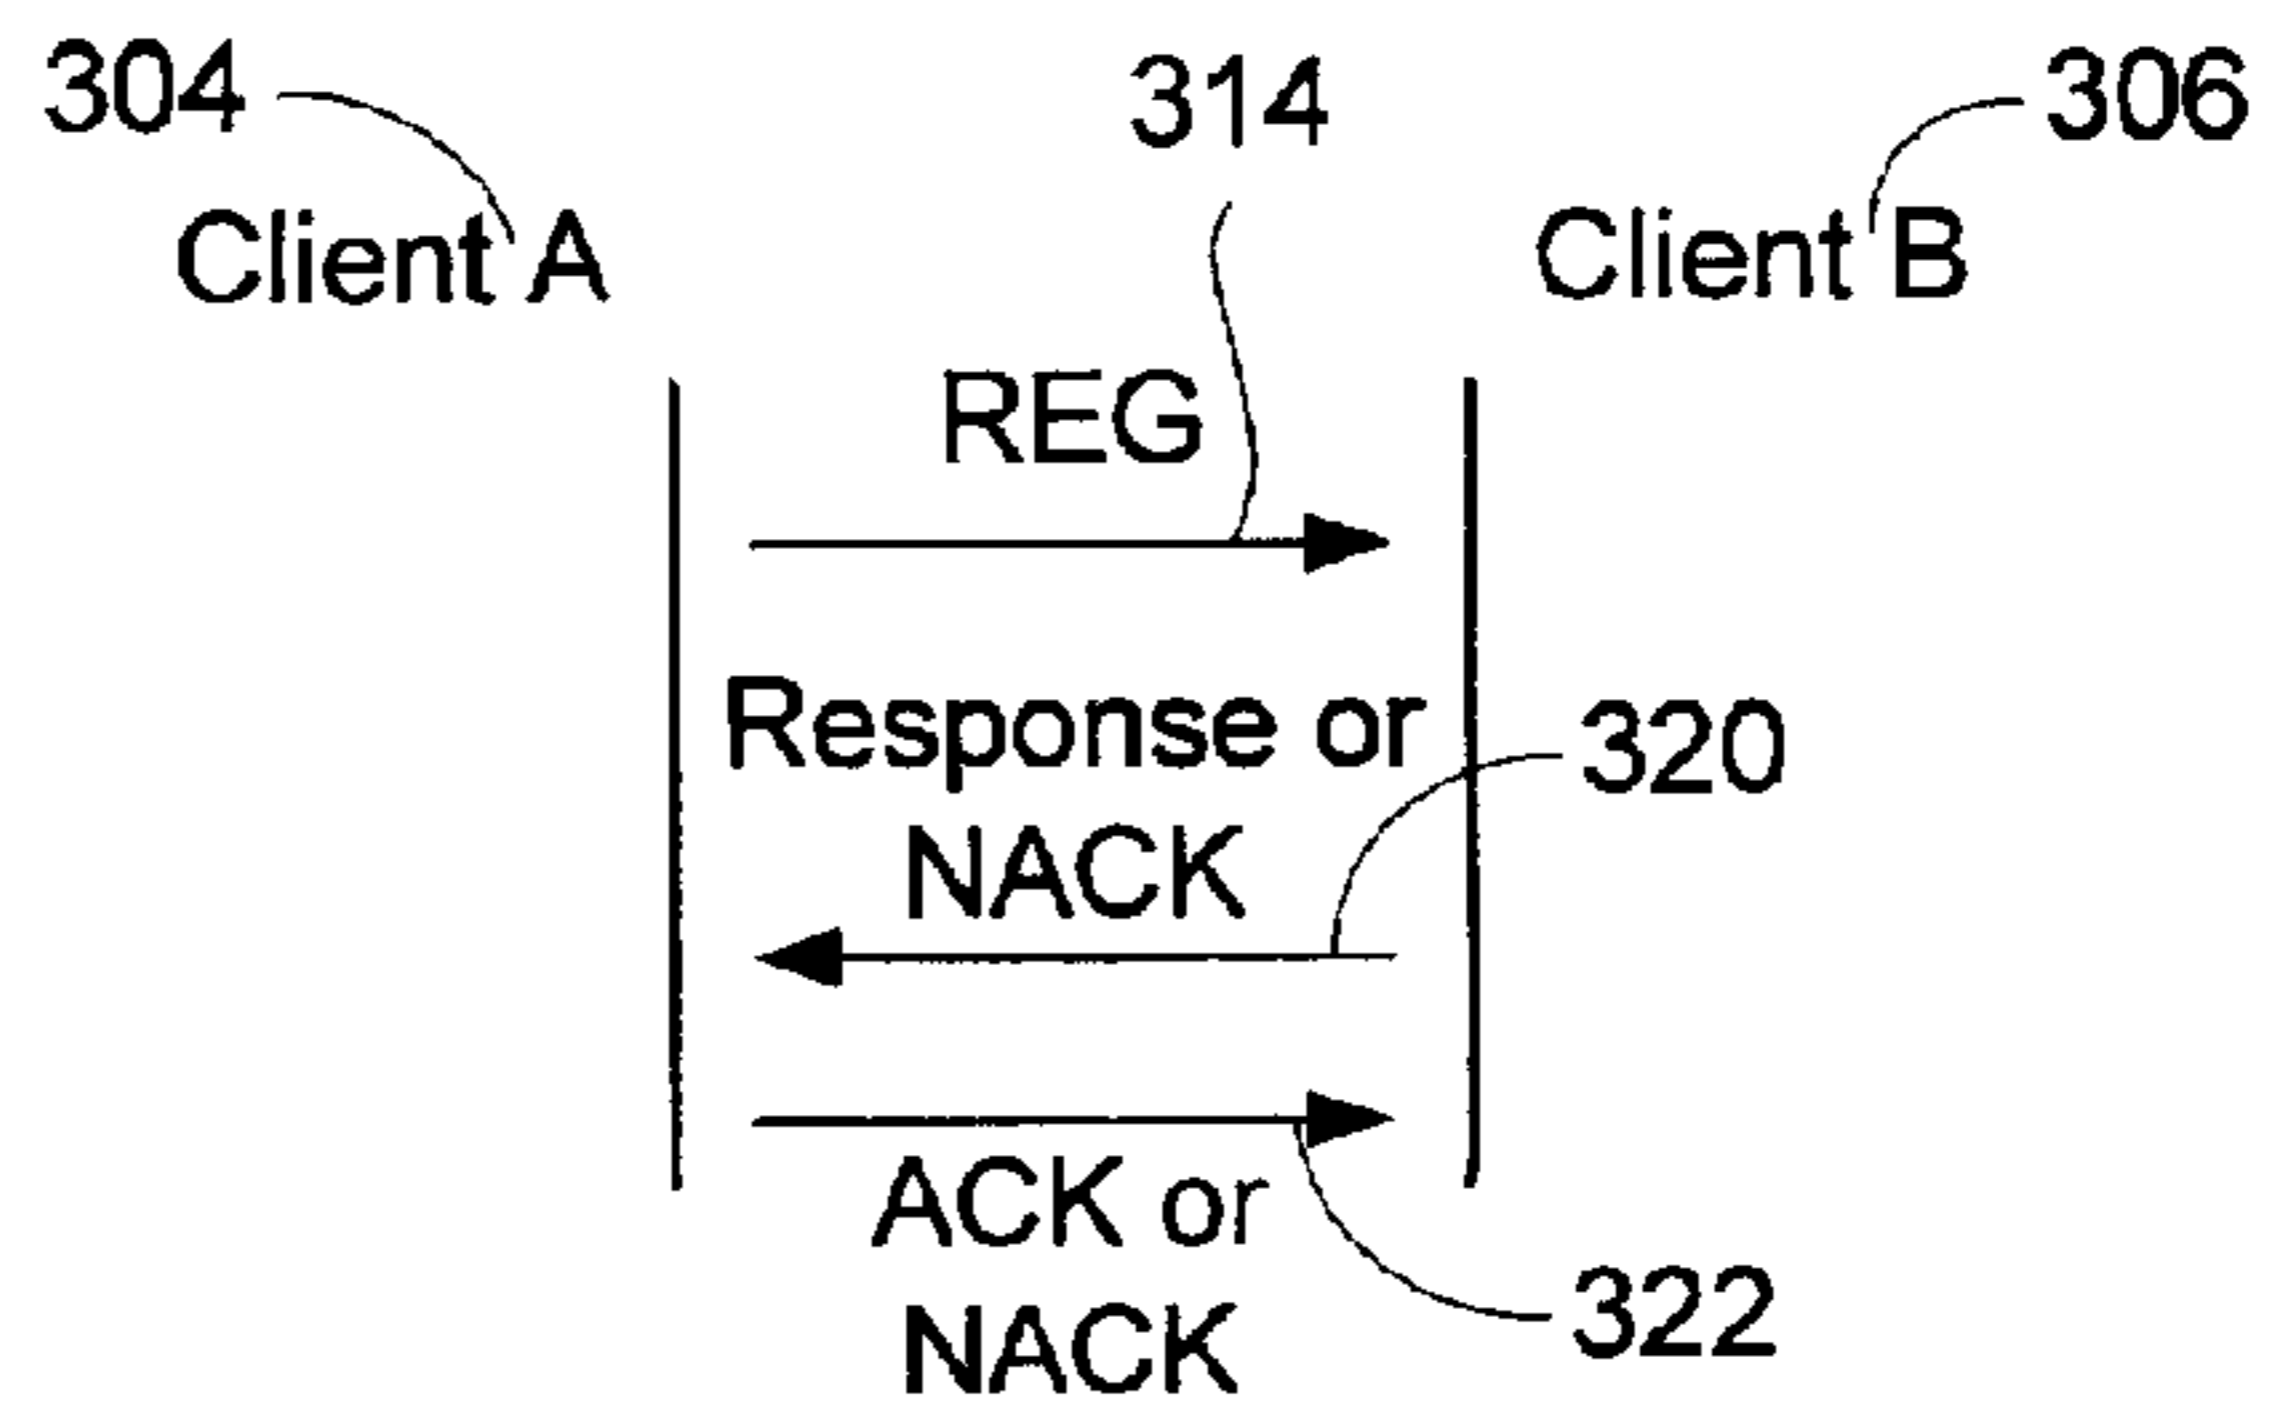 304
314
306
Client A
Client B
REG
Response or
320
NACK
ACK or
322
NACK